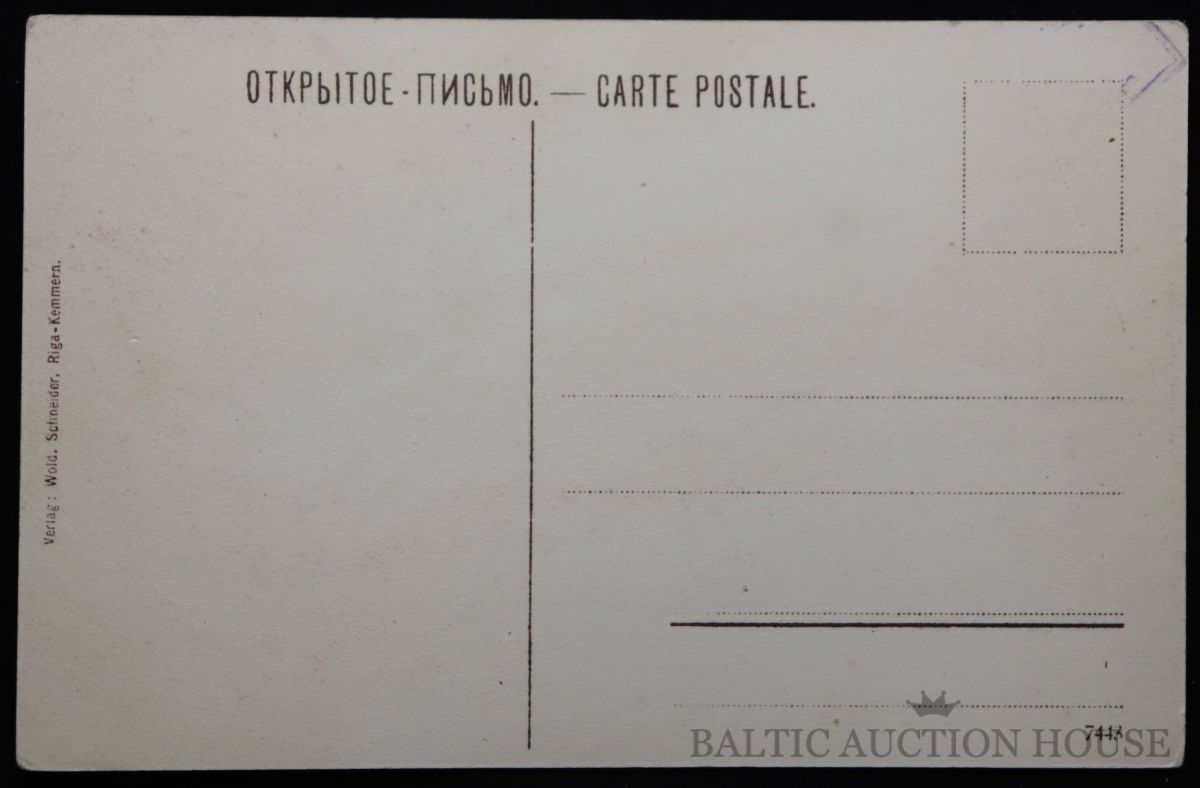 ОТКРЫТОЕ-ПИСЬМО. — CARTE POSTALE.
Verlag: Wold. Schneider, Riga-Kemmern.
BALTIC AUCTION HOUSE